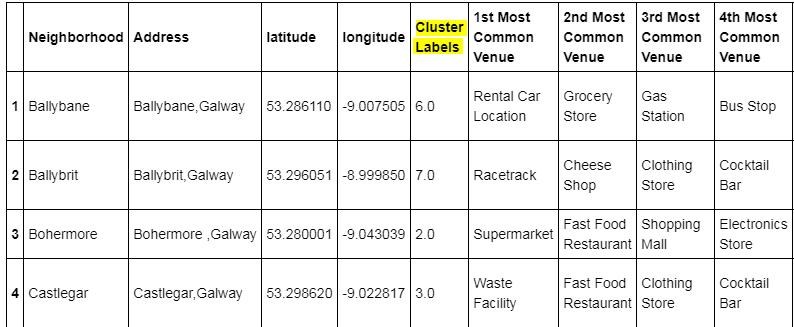 Neighborhood Address latitude longitude Cluster Labels 1st Most Common Venue 2nd Most Common Venue 3rd Most Common Venue 4th Most Common Venue
1 Ballybane Ballybane,Galway 53.286110 -9.007505 6.0 Rental Car Location Grocery Store Gas Station Bus Stop
2 Ballybrit Ballybrit,Galway 53.296051 -8.999850 7.0 Racetrack Cheese Shop Clothing Store Cocktail Bar
3 Bohermore Bohermore ,Galway 53.280001 -9.043039 2.0 Supermarket Fast Food Restaurant Shopping Mall Electronics Store
4 Castlegar Castlegar,Galway 53.298620 -9.022817 3.0 Waste Facility Fast Food Restaurant Clothing Store Cocktail Bar